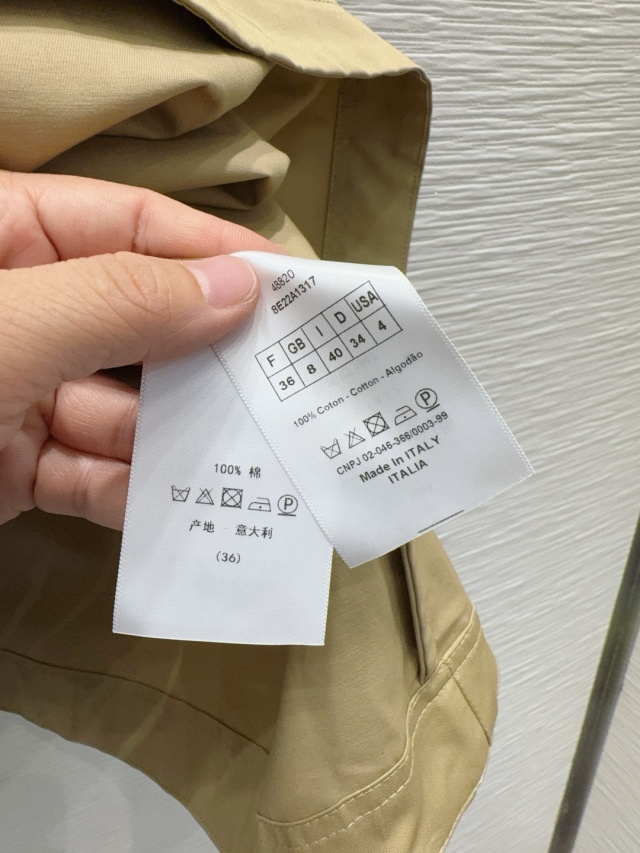 48820
8E22A1317
F GB I D USA
36 8 40 34 4
100% Coton - Cotton - Algodão
P
CNPJ 02-046-366/0003-99
Made in ITALY
ITALIA
100% 棉
P
产地 意大利
(36)